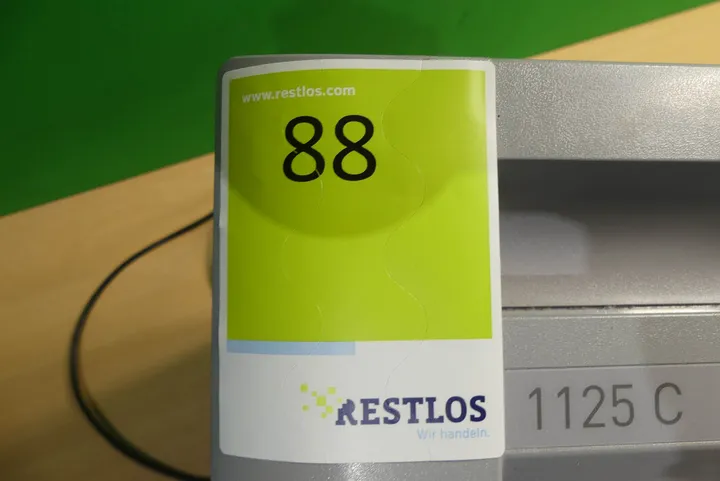 www.restlos.com
88
RESTLOS
Wir handeln.
1125 C